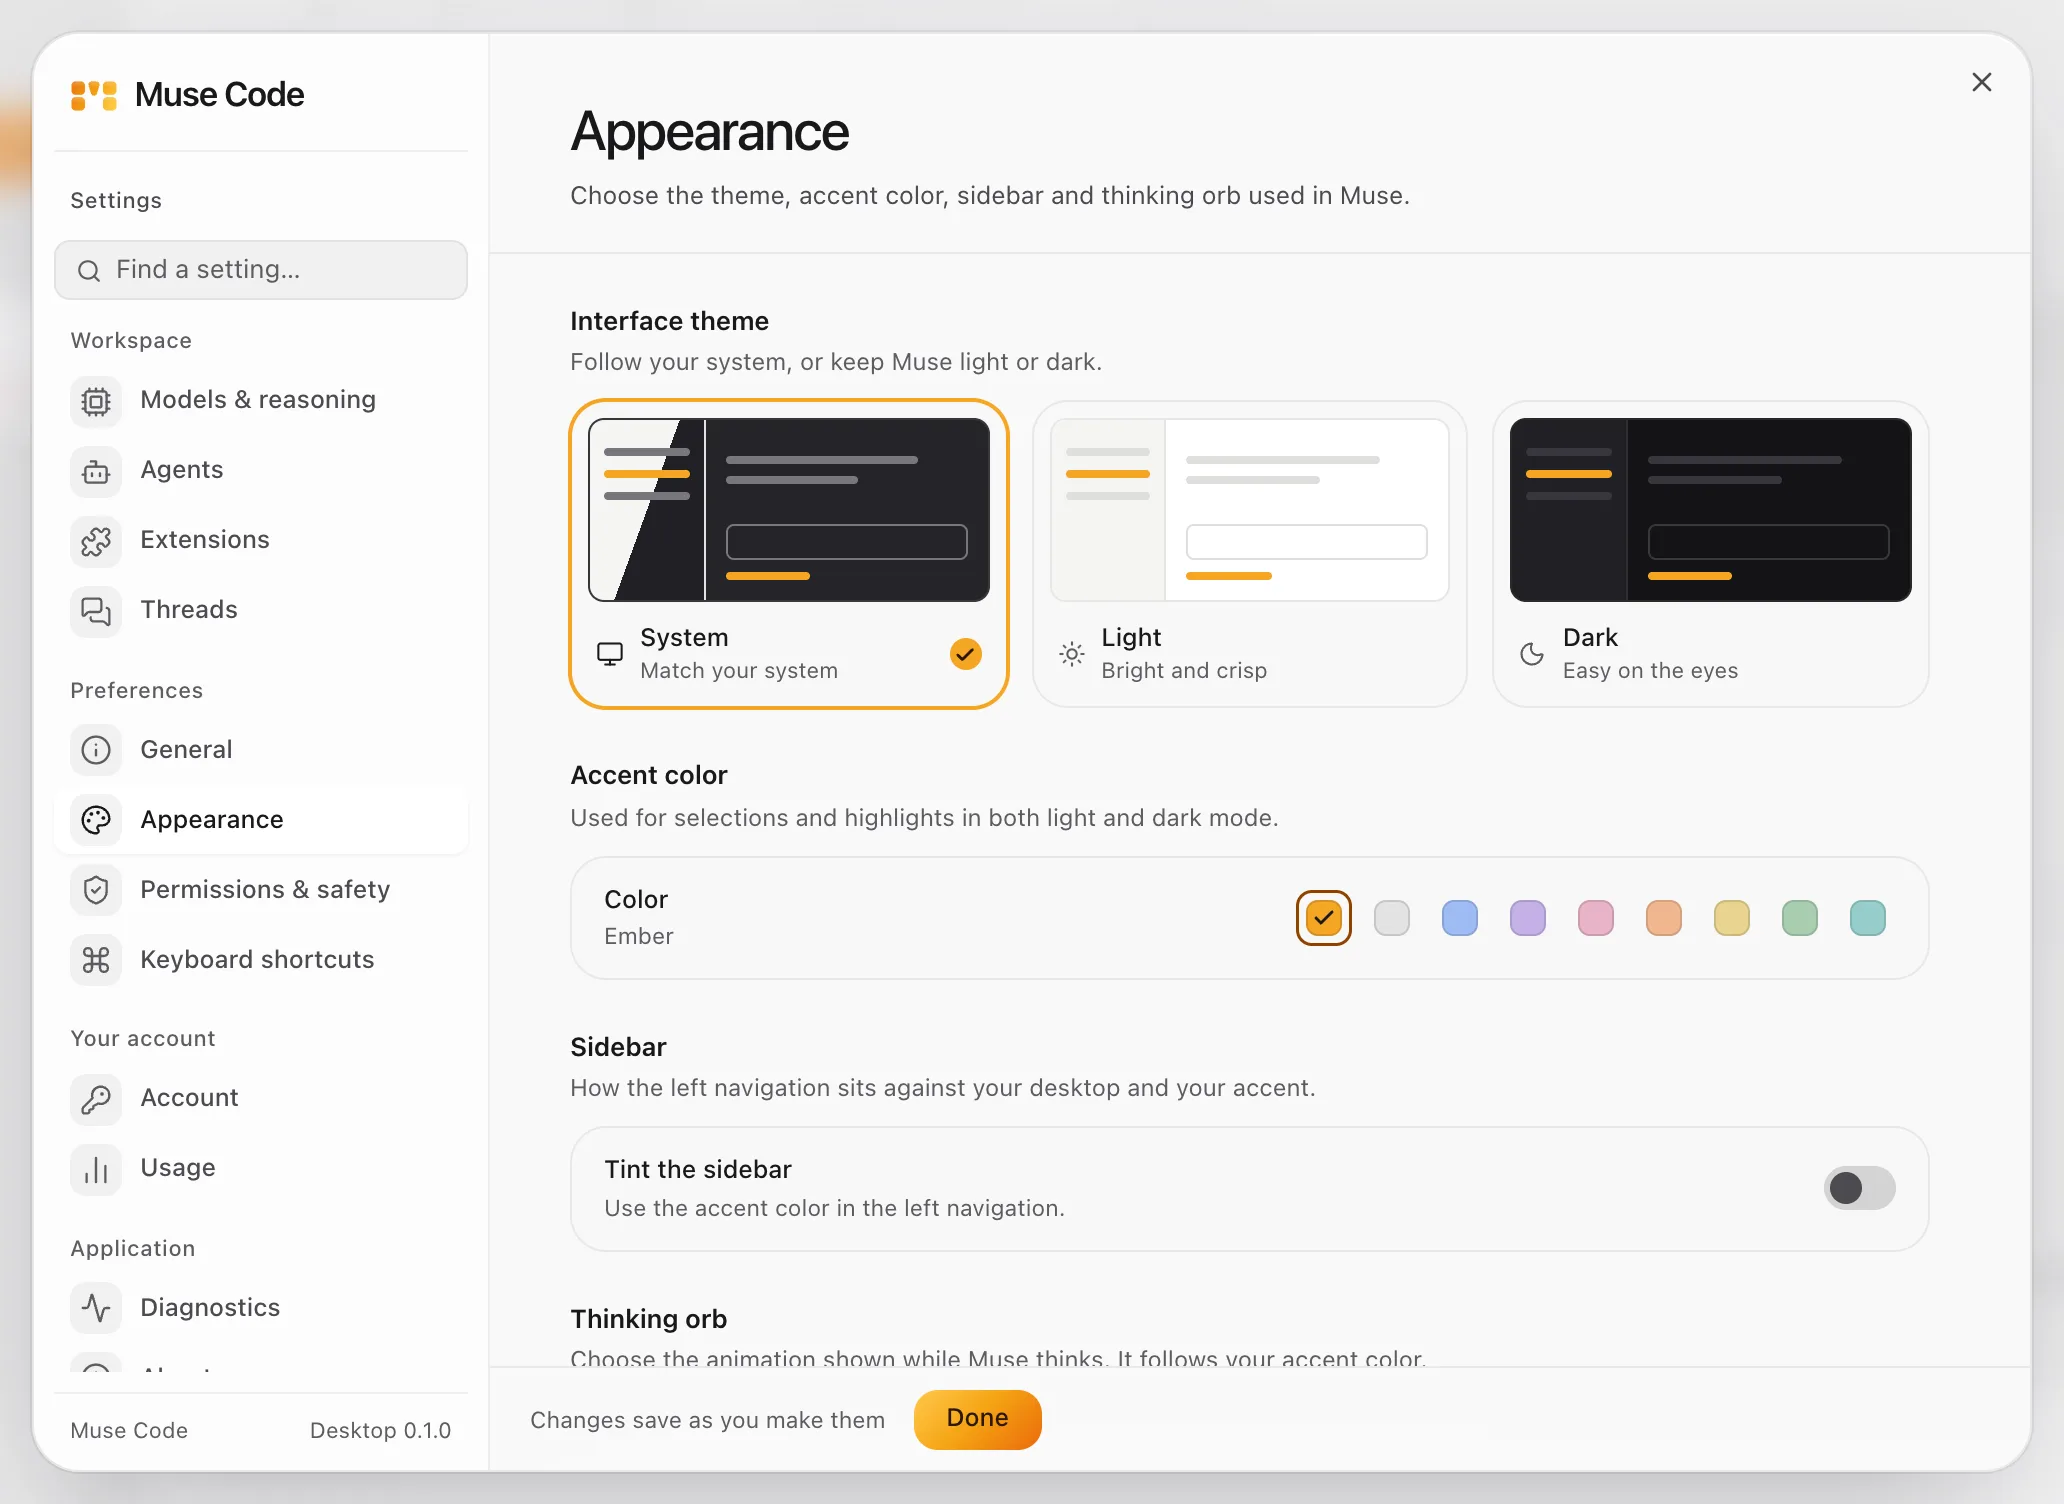 Muse Code
Settings
Find a setting...
Workspace
Models & reasoning
Agents
Extensions
Threads
Preferences
General
Appearance
Permissions & safety
Keyboard shortcuts
Your account
Account
Usage
Application
Diagnostics
Muse Code
Desktop 0.1.0
Appearance
Choose the theme, accent color, sidebar and thinking orb used in Muse.
Interface theme
Follow your system, or keep Muse light or dark.
System
Match your system
Light
Bright and crisp
Dark
Easy on the eyes
Accent color
Used for selections and highlights in both light and dark mode.
Color
Ember
Sidebar
How the left navigation sits against your desktop and your accent.
Tint the sidebar
Use the accent color in the left navigation.
Thinking orb
Choose the animation shown while Muse thinks. It follows your accent color.
Changes save as you make them
Done